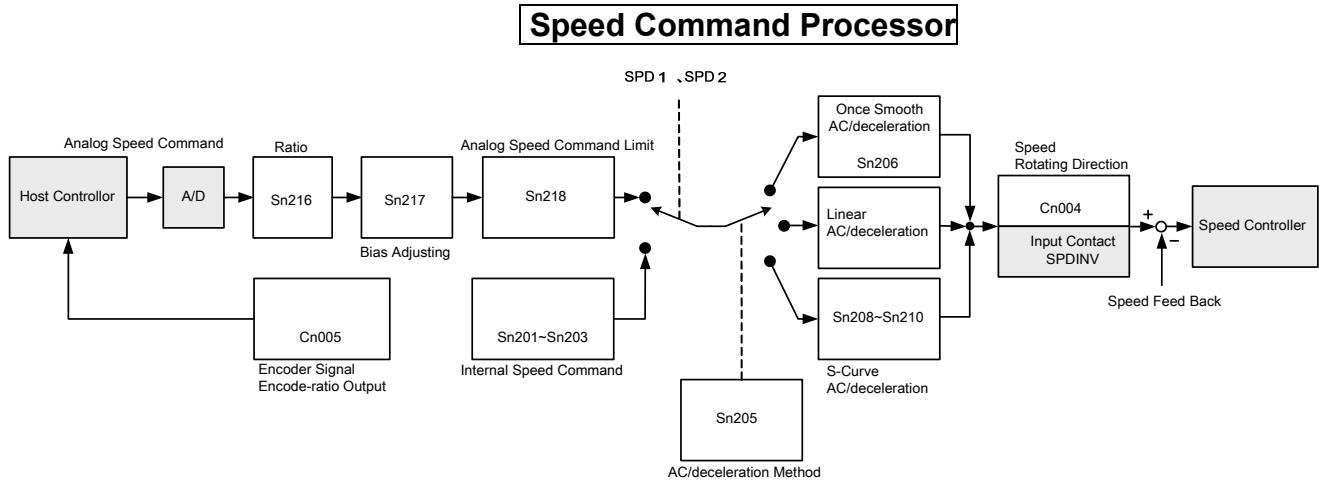 Speed Command Processor
SPD 1 、SPD 2
Analog Speed Command
Ratio
Analog Speed Command Limit
Once Smooth
AC/deceleration
Sn206
Speed
Rotating Direction
Host Controllor
A/D
Sn216
Sn217
Sn218
Linear
AC/deceleration
Cn004
Input Contact
SPDINV
+
−
Speed Controller
Bias Adjusting
Speed Feed Back
Cn005
Sn201~Sn203
Sn208~Sn210
Encoder Signal
Encode-ratio Output
Internal Speed Command
S-Curve
AC/deceleration
Sn205
AC/deceleration Method